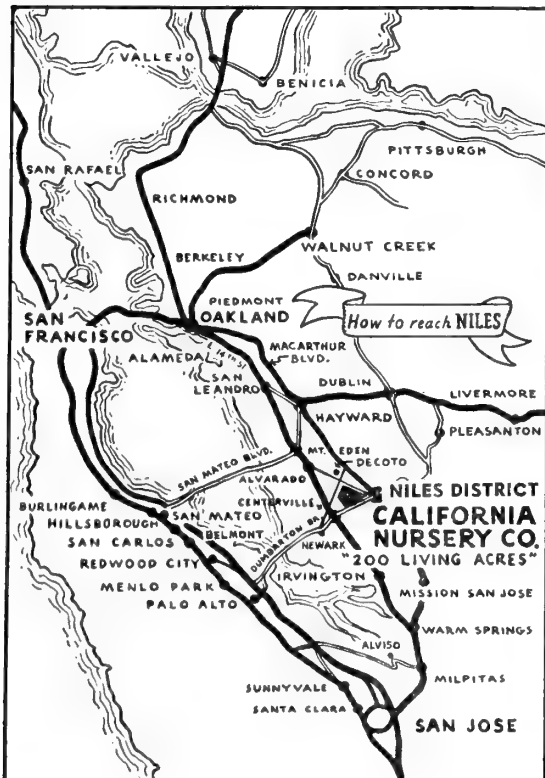 VALLEJO
BENICIA
PITTSBURGH
CONCORD
SAN RAFAEL
RICHMOND
WALNUT CREEK
BERKELEY
DANVILLE
PIEDMONT
OAKLAND
SAN
FRANCISCO
How to reach NILES
ALAMEDA
E. 14TH ST.
MACARTHUR
BLVD.
SAN
LEANDRO
DUBLIN
LIVERMORE
HAYWARD
PLEASANTON
SAN MATEO BLVD.
MT. EDEN
DECOTO
ALVARADO
NILES DISTRICT
CALIFORNIA
NURSERY CO.
"200 LIVING ACRES"
CENTERVILLE
BURLINGAME
HILLSBOROUGH
SAN MATEO
SAN CARLOS
BELMONT
DUMBARTON BR.
NEWARK
REDWOOD CITY
IRVINGTON
MENLO PARK
MISSION SAN JOSE
PALO ALTO
WARM SPRINGS
ALVISO
MILPITAS
SUNNYVALE
SANTA CLARA
SAN JOSE